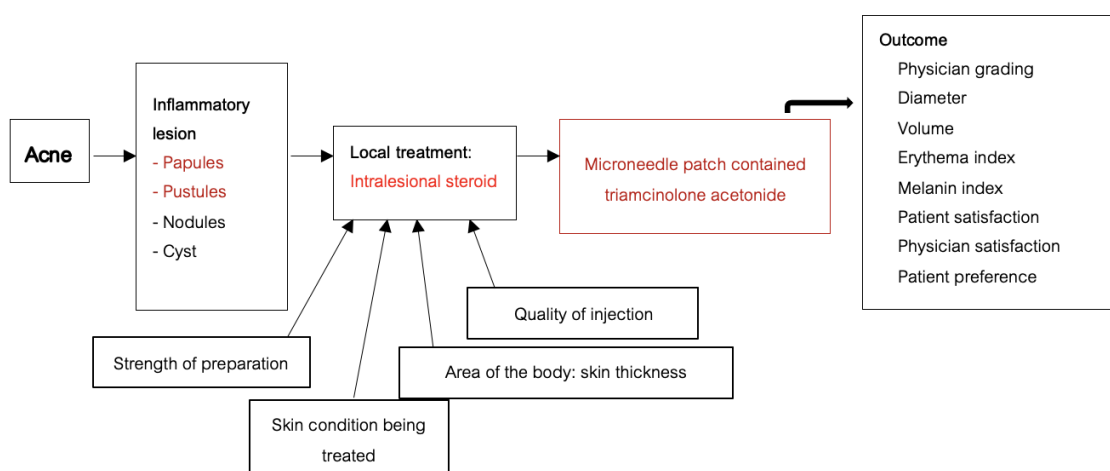 Acne
Inflammatory
lesion
- Papules
- Pustules
- Nodules
- Cyst
Local treatment:
Intralesional steroid
Microneedle patch contained
triamcinolone acetonide
Outcome
Physician grading
Diameter
Volume
Erythema index
Melanin index
Patient satisfaction
Physician satisfaction
Patient preference
Quality of injection
Strength of preparation
Area of the body: skin thickness
Skin condition being
treated